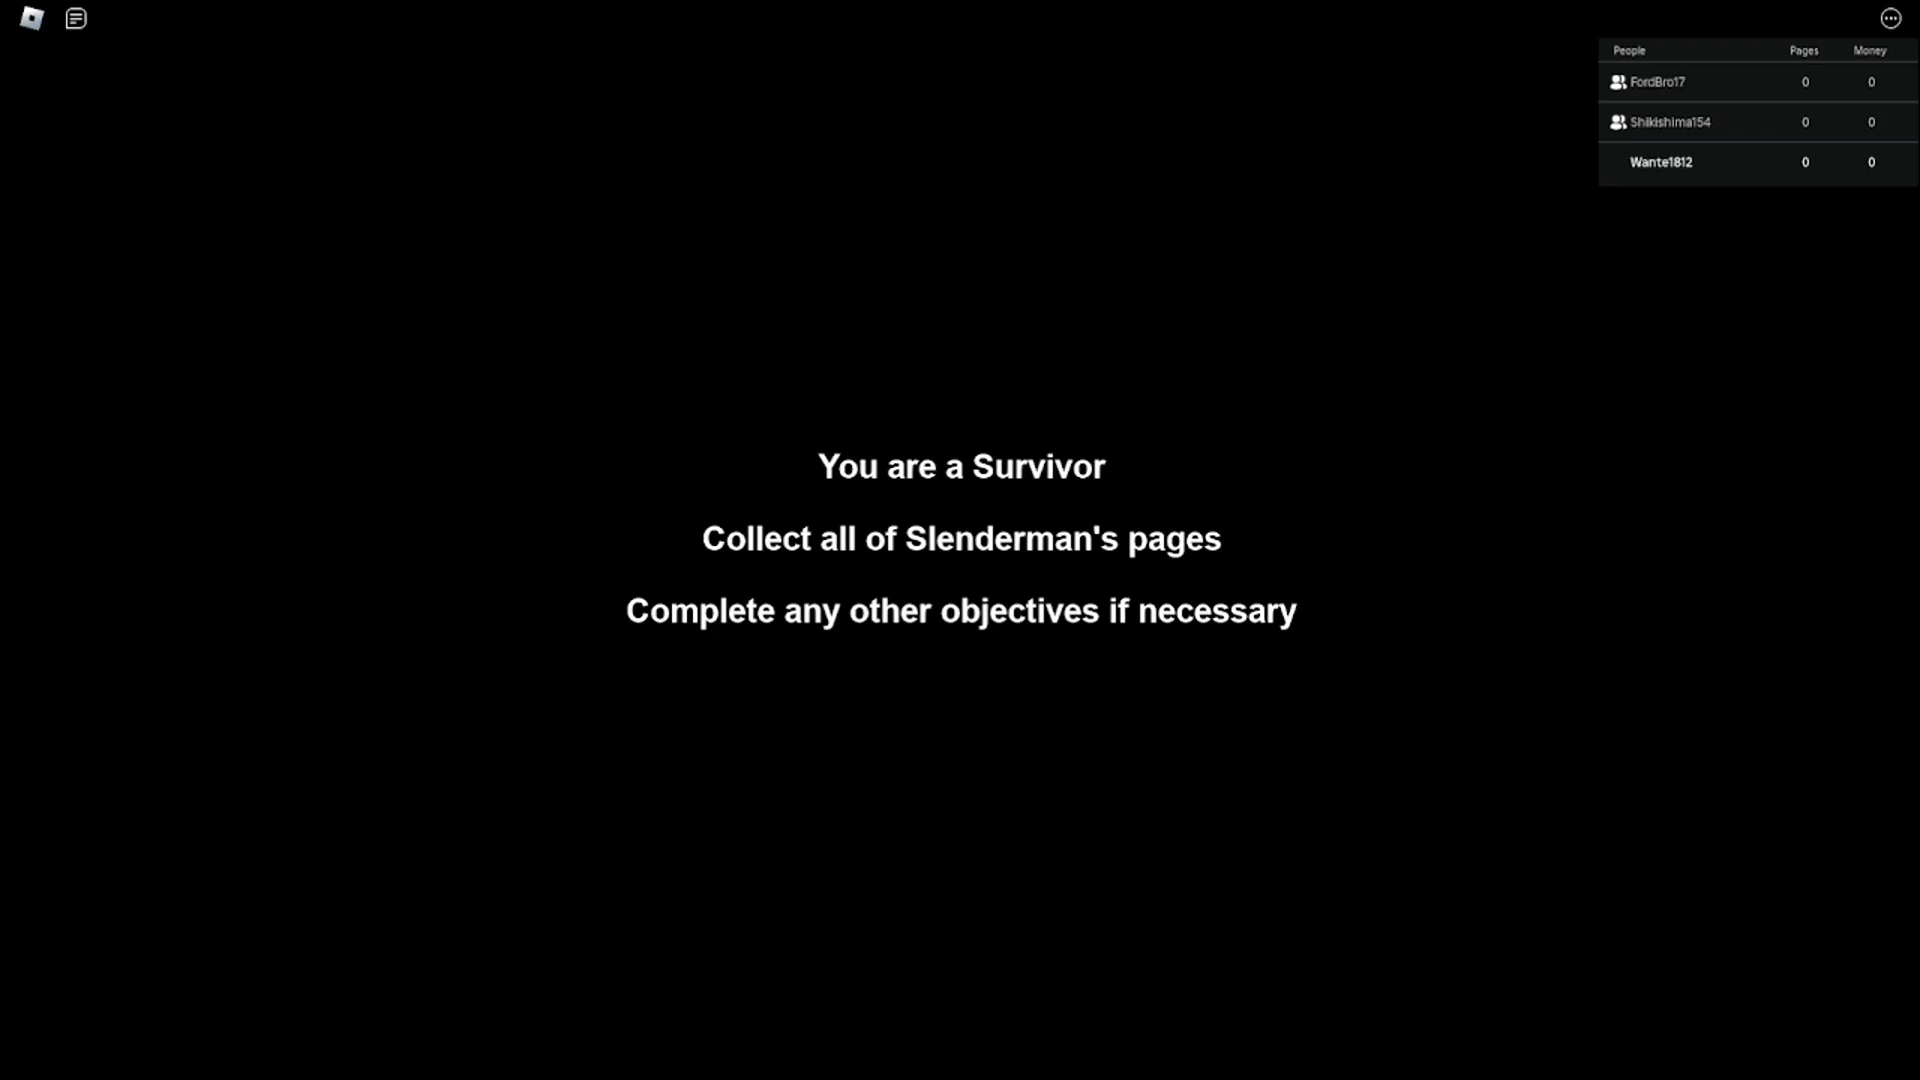 People Pages Money
FordBro17 0 0
Shikishima154 0 0
Wante1812 0 0
You are a Survivor
Collect all of Slenderman's pages
Complete any other objectives if necessary